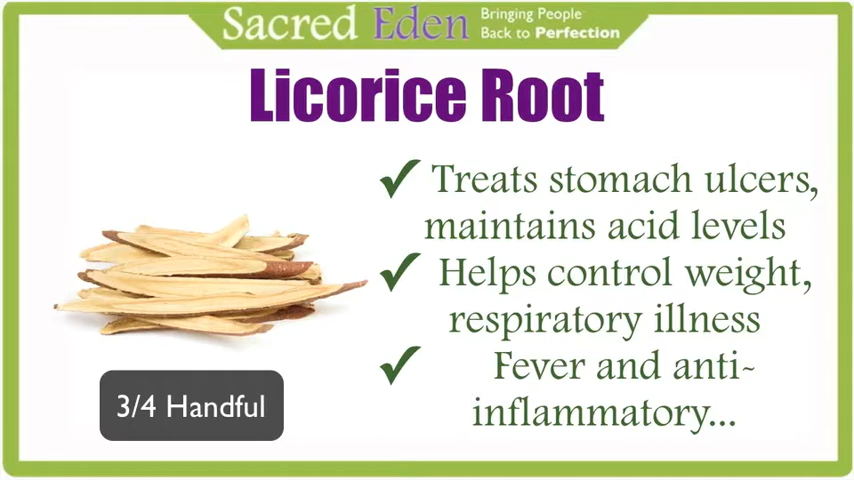 Sacred Eden
Bringing People
Back to Perfection
Licorice Root
✓ Treats stomach ulcers,
maintains acid levels
✓ Helps control weight,
respiratory illness
✓ Fever and anti-
inflammatory...
3/4 Handful